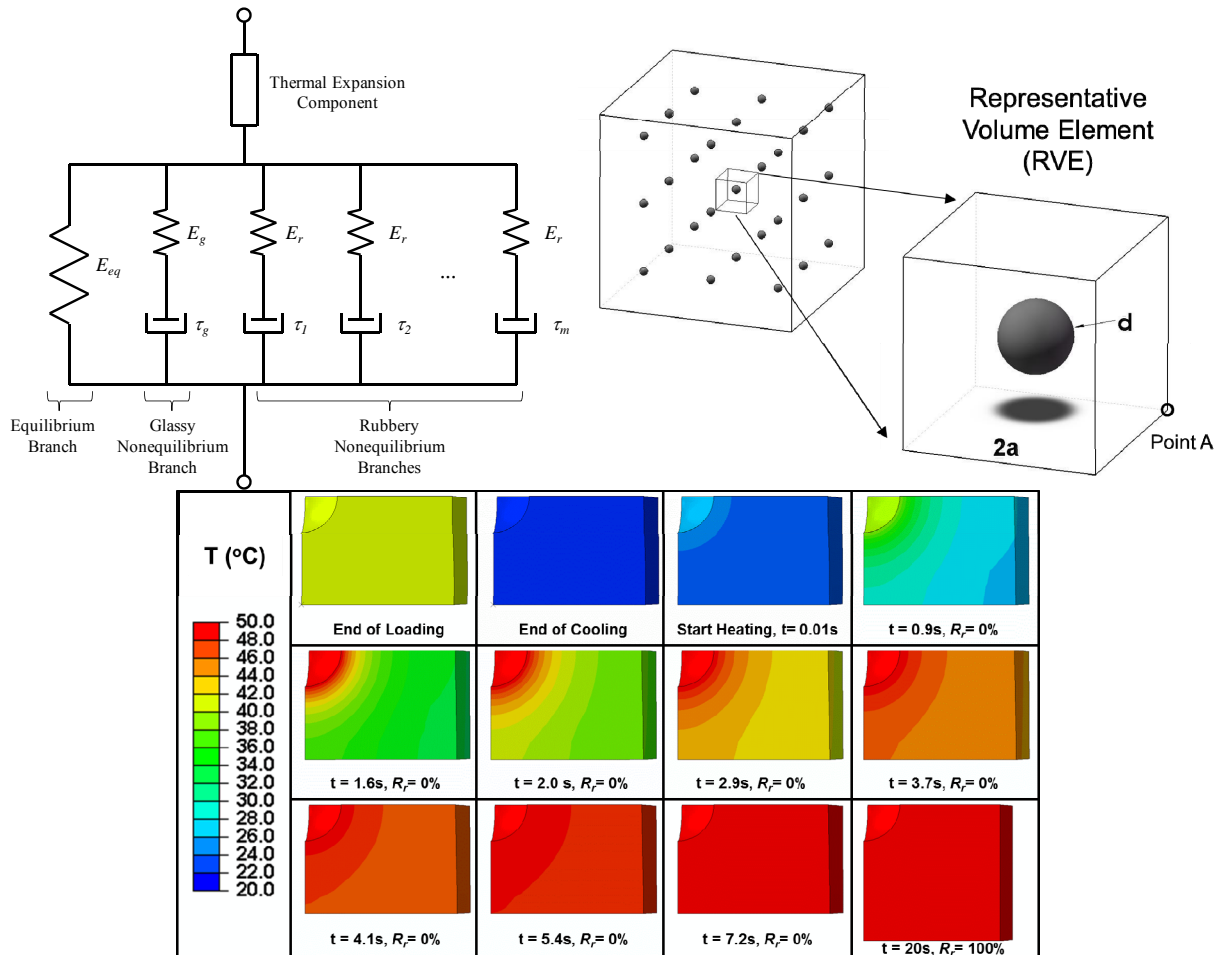 Thermal Expansion
Component
E_eq
E_g
E_r
E_r
...
E_r
τ_g
τ_1
τ_2
τ_m
Equilibrium
Branch
Glassy
Nonequilibrium
Branch
Rubbery
Nonequilibrium
Branches
Representative
Volume Element
(RVE)
d
2a
Point A
T (°C)
50.0
48.0
46.0
44.0
42.0
40.0
38.0
36.0
34.0
32.0
30.0
28.0
26.0
24.0
22.0
20.0
End of Loading
End of Cooling
Start Heating, t= 0.01s
t = 0.9s, R_r= 0%
t = 1.6s, R_r= 0%
t = 2.0 s, R_r= 0%
t = 2.9s, R_r= 0%
t = 3.7s, R_r= 0%
t = 4.1s, R_r= 0%
t = 5.4s, R_r= 0%
t = 7.2s, R_r= 0%
t = 20s, R_r= 100%